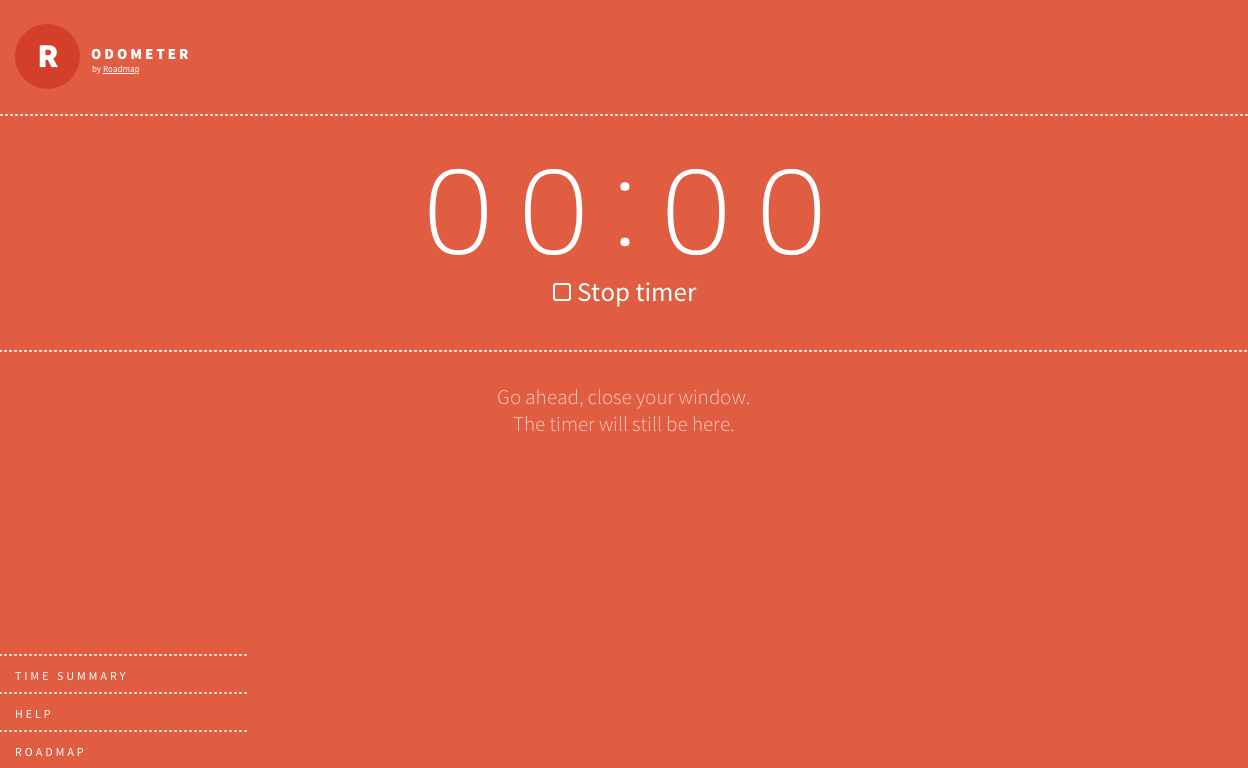 R
ODOMETER
by Roadmap
00:00
Stop timer
Go ahead, close your window.
The timer will still be here.
TIME SUMMARY
HELP
ROADMAP